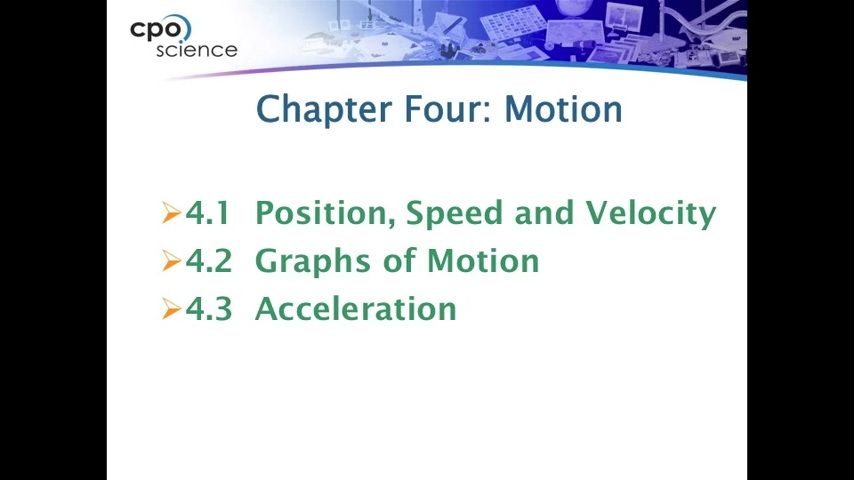 cpo
science
Chapter Four: Motion
4.1 Position, Speed and Velocity
4.2 Graphs of Motion
4.3 Acceleration